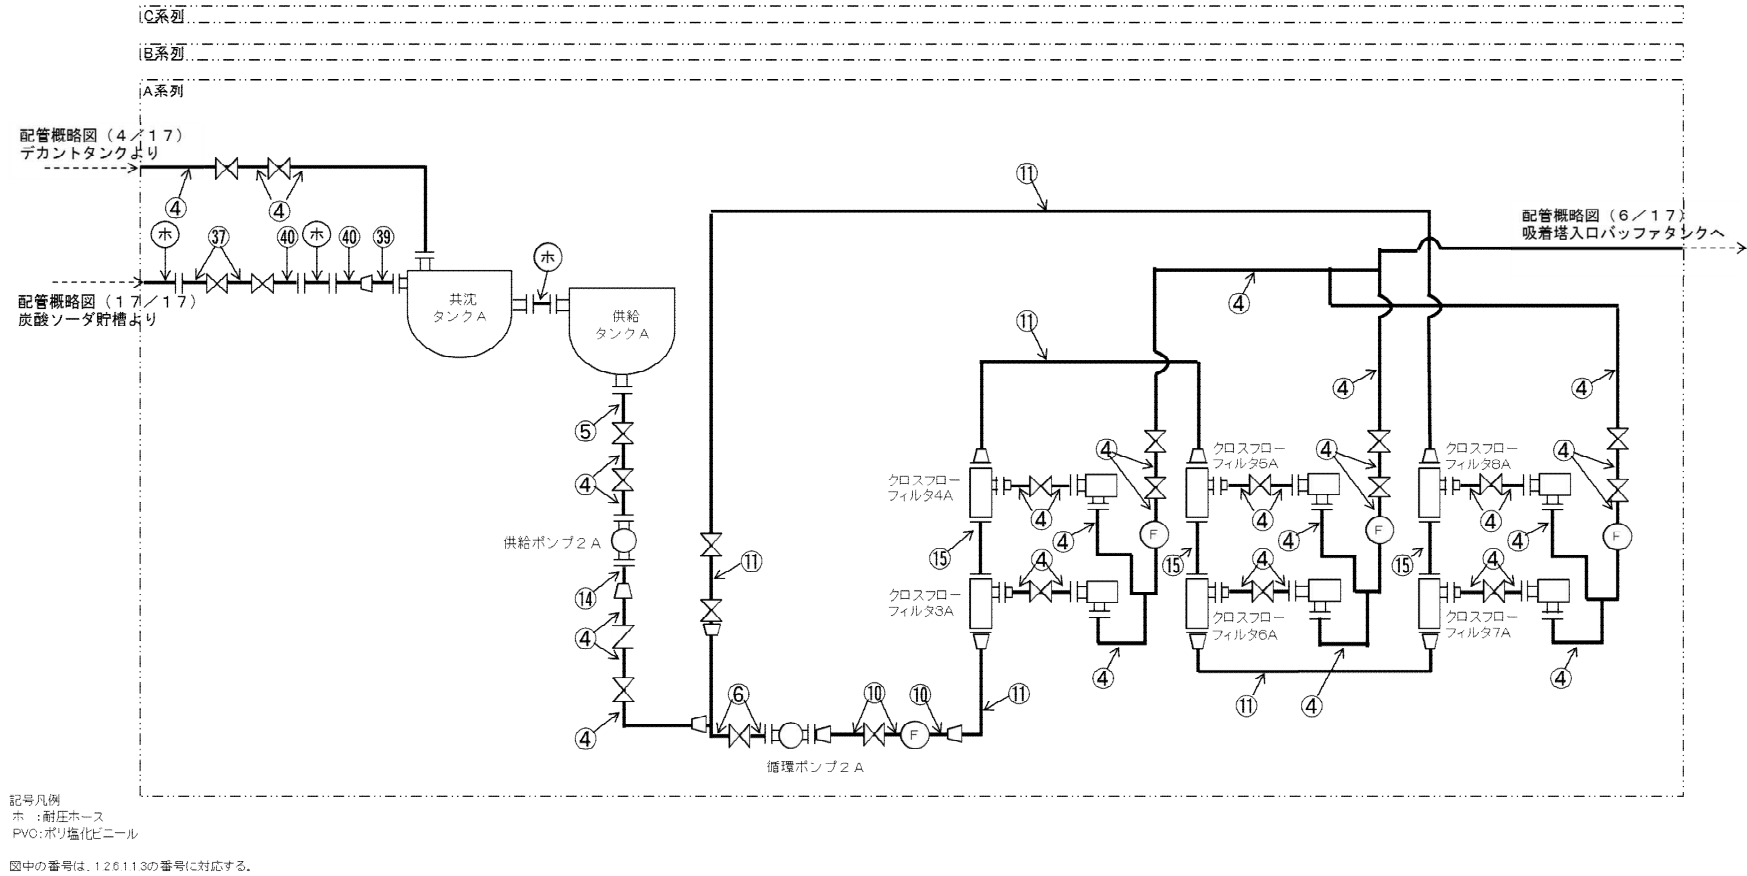 C系列
B系列
A系列
配管概略図（４／１７）
デカントタンクより
④
④
ホ
㊲
㊵
ホ
㊵
㊴
配管概略図（１７／１７）
炭酸ソーダ貯槽より
共沈
タンクA
ホ
供給
タンクA
⑤
④
供給ポンプ２A
⑭
④
④
⑪
⑪
⑥
循環ポンプ２A
⑩
F
⑩
⑪
⑪
クロスフロー
フィルタ4A
④
④
④
F
⑮
クロスフロー
フィルタ3A
④
④
④
④
クロスフロー
フィルタ5A
④
④
④
F
⑮
④
クロスフロー
フィルタ6A
④
⑪
④
クロスフロー
フィルタ8A
④
④
④
F
⑮
④
クロスフロー
フィルタ7A
④
配管概略図（６／１７）
吸着塔入口バッファタンクへ
記号凡例
ホ ：耐圧ホース
PVC：ポリ塩化ビニール
図中の番号は、1.2.6.1.1.3の番号に対応する。